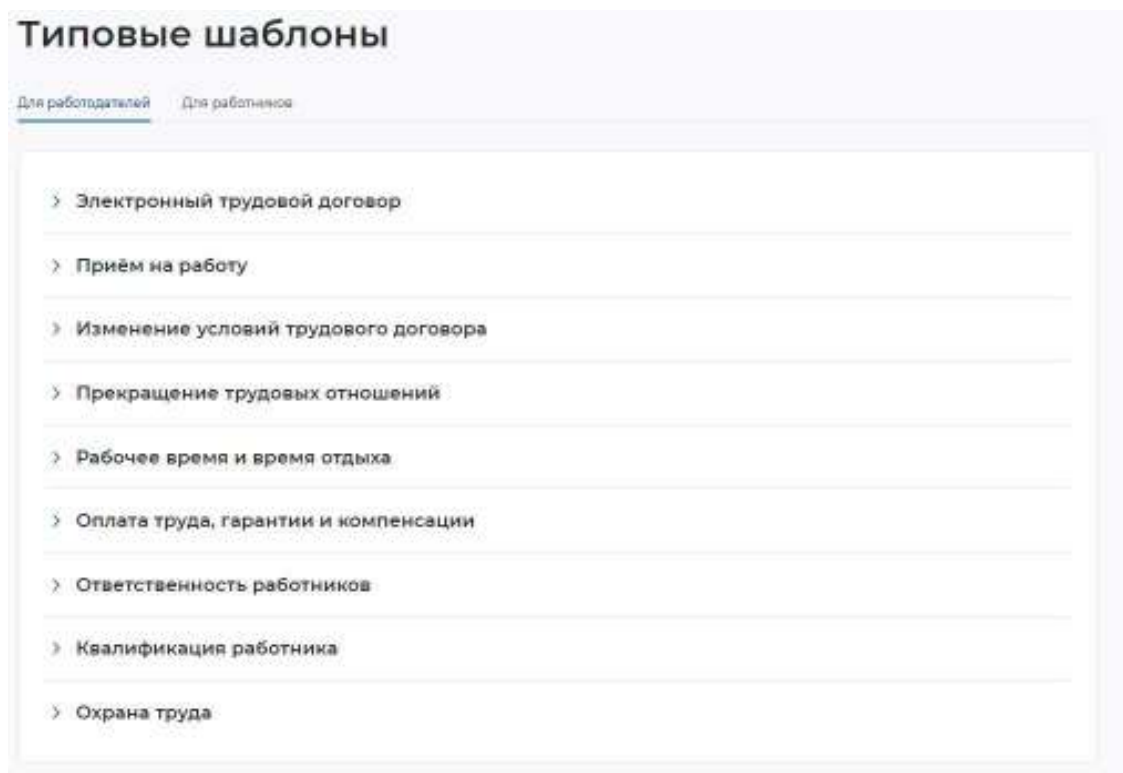 Типовые шаблоны
Для работодателей Для работников
Электронный трудовой договор
Приём на работу
Изменение условий трудового договора
Прекращение трудовых отношений
Рабочее время и время отдыха
Оплата труда, гарантии и компенсации
Ответственность работников
Квалификация работника
Охрана труда